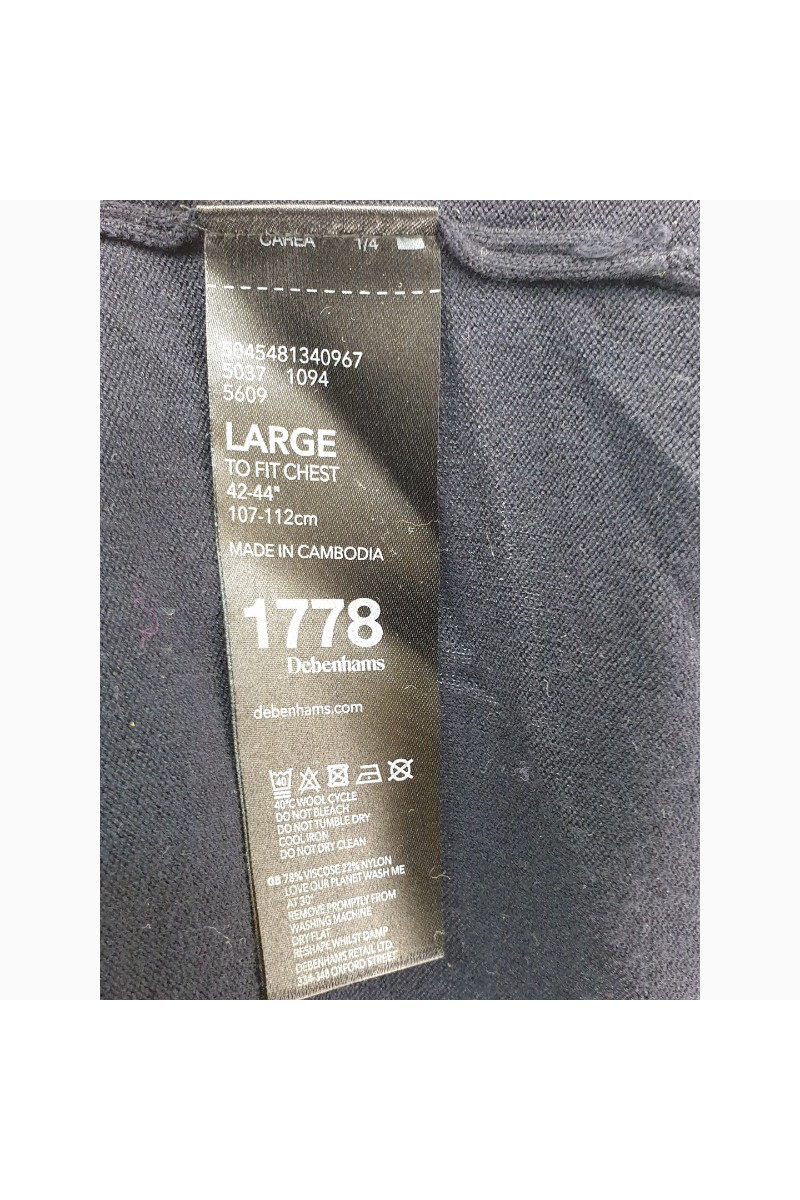 CAREA 1/4
5045481340967
5037 1094
5609
LARGE
TO FIT CHEST
42-44"
107-112cm
MADE IN CAMBODIA
1778
Debenhams
debenhams.com
40
40°C WOOL CYCLE
DO NOT BLEACH
DO NOT TUMBLE DRY
COOL IRON
DO NOT DRY CLEAN
GB 78% VISCOSE 22% NYLON
LOVE OUR PLANET WASH ME
AT 30°
REMOVE PROMPTLY FROM
WASHING MACHINE
DRY FLAT
RESHAPE WHILST DAMP
DEBENHAMS RETAIL LTD.
334-348 OXFORD STREET